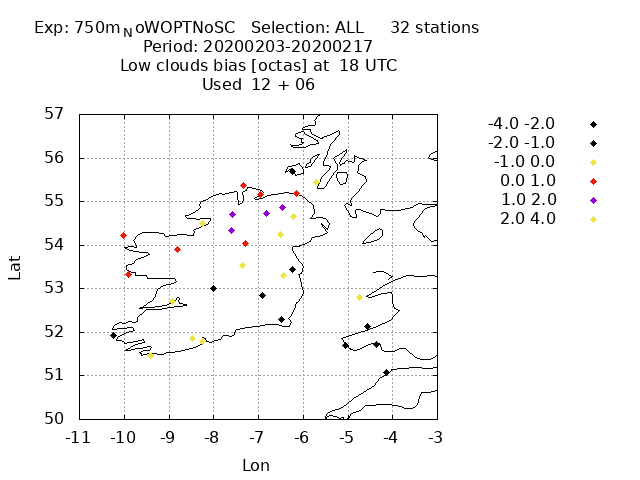 Exp: 750mNoWOPTNoSC Selection: ALL 32 stations
Period: 20200203-20200217
Low clouds bias [octas] at 18 UTC
Used 12 + 06
57
56
55
54
53
52
51
50
-11 -10 -9 -8 -7 -6 -5 -4 -3
Lat
Lon
-4.0 -2.0
-2.0 -1.0
-1.0 0.0
0.0 1.0
1.0 2.0
2.0 4.0